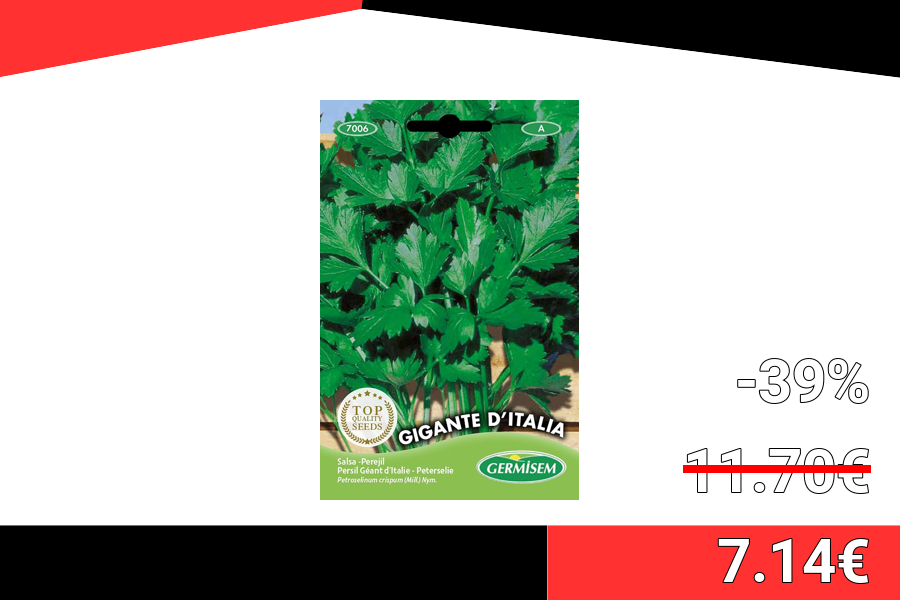 7006
A
TOP
QUALITY
SEEDS
GIGANTE D'ITALIA
Salsa -Perejil
Persil Géant d'Italie - Peterselie
Petroselinum crispum (Mill.) Nym.
GERMISEM
-39%
11.70€
7.14€